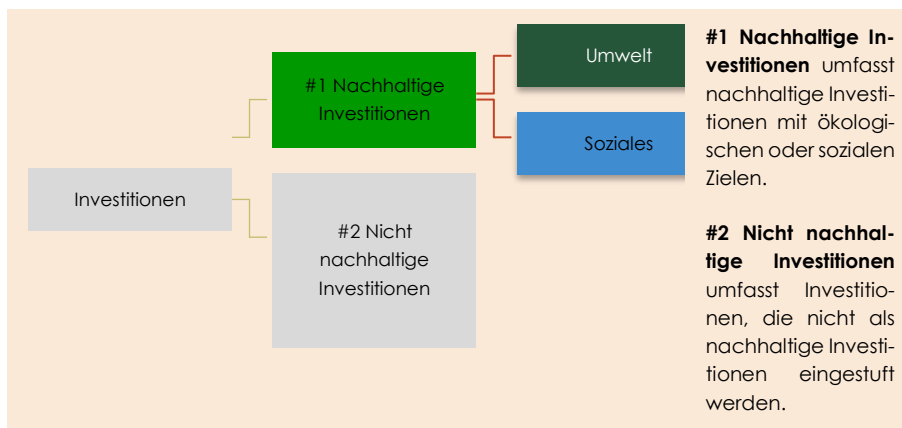 Investitionen
#1 Nachhaltige
Investitionen
Umwelt
Soziales
#2 Nicht
nachhaltige
Investitionen
#1 Nachhaltige In-
vestitionen umfasst
nachhaltige Investi-
tionen mit ökologi-
schen oder sozialen
Zielen.
#2 Nicht nachhal-
tige Investitionen
umfasst Investitio-
nen, die nicht als
nachhaltige Investi-
tionen eingestuft
werden.